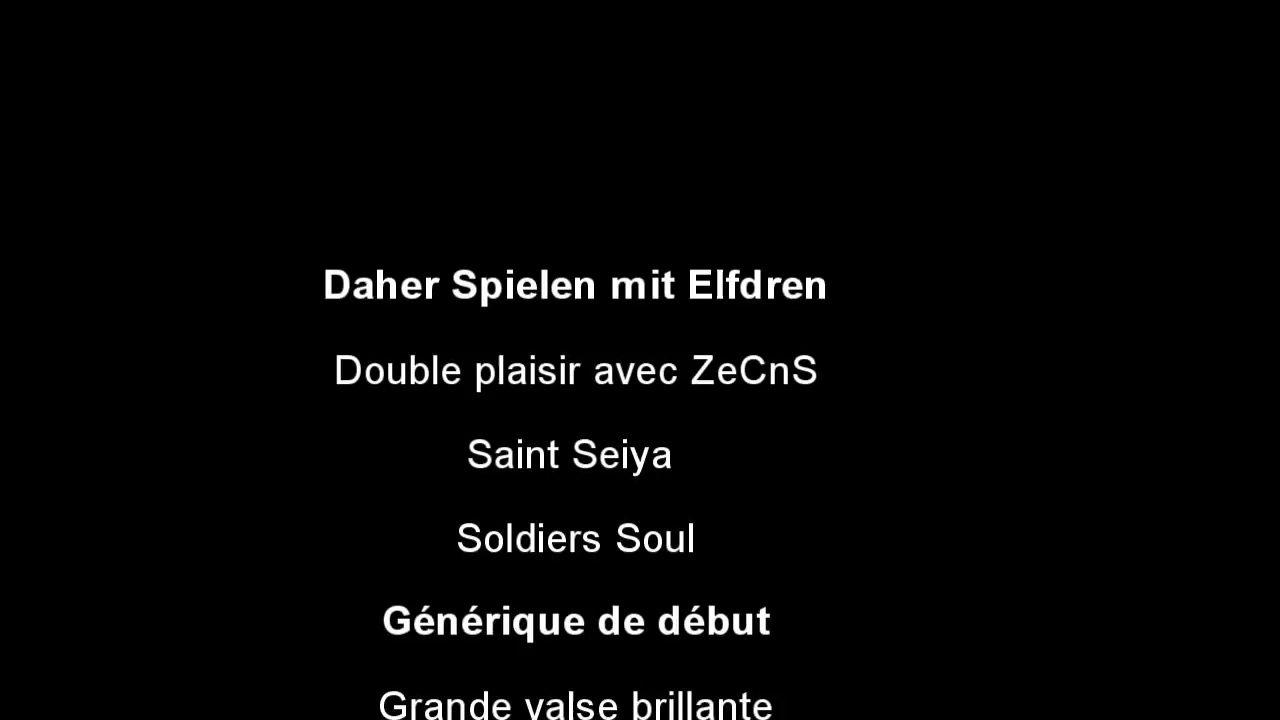 Daher Spielen mit Elfdren
Double plaisir avec ZeCnS
Saint Seiya
Soldiers Soul
Générique de début
Grande valse brillante